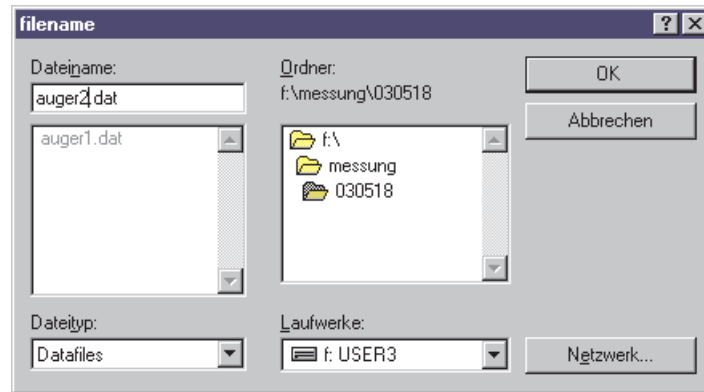 filename
Dateiname:
auger2.dat
auger1.dat
Dateityp:
Datafiles
Ordner:
f:\messung\030518
f:\
messung
030518
Laufwerke:
f: USER3
OK
Abbrechen
Netzwerk...